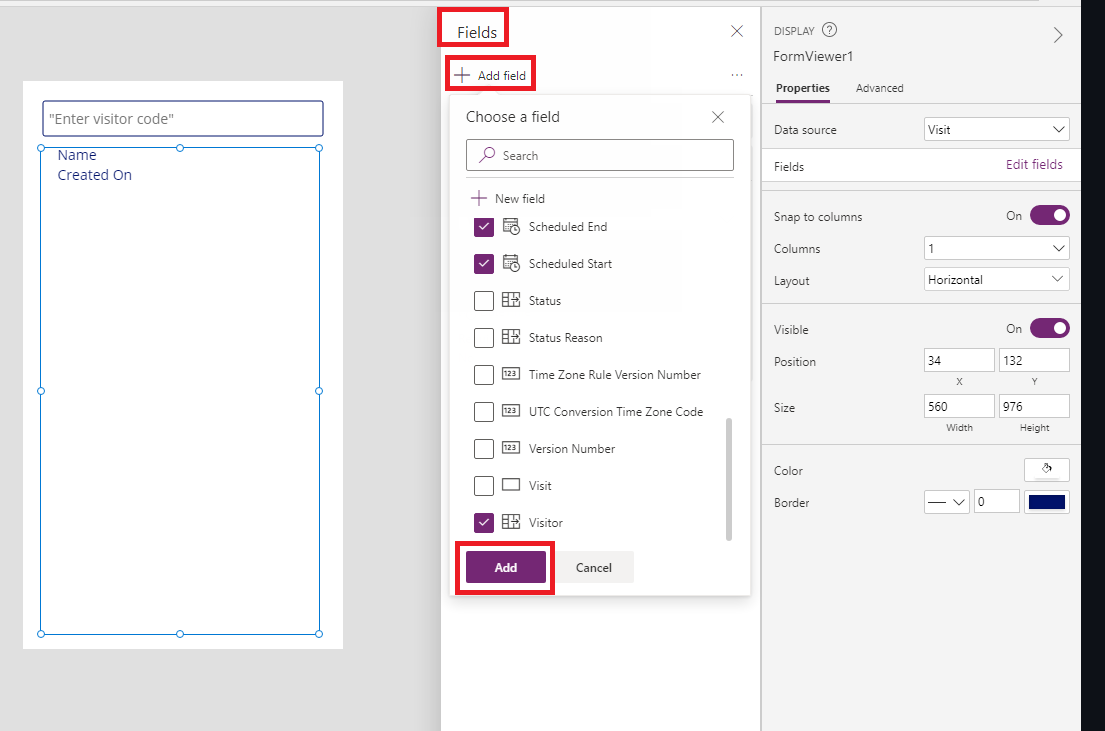 "Enter visitor code"
Name
Created On
Fields
Add field
...
Choose a field
Search
New field
Scheduled End
Scheduled Start
Status
Status Reason
123 Time Zone Rule Version Number
123 UTC Conversion Time Zone Code
123 Version Number
Visit
Visitor
Add Cancel
DISPLAY ?
FormViewer1
Properties Advanced
Data source Visit
Fields Edit fields
Snap to columns On
Columns 1
Layout Horizontal
Visible On
Position 34 132
X Y
Size 560 976
Width Height
Color
Border 0